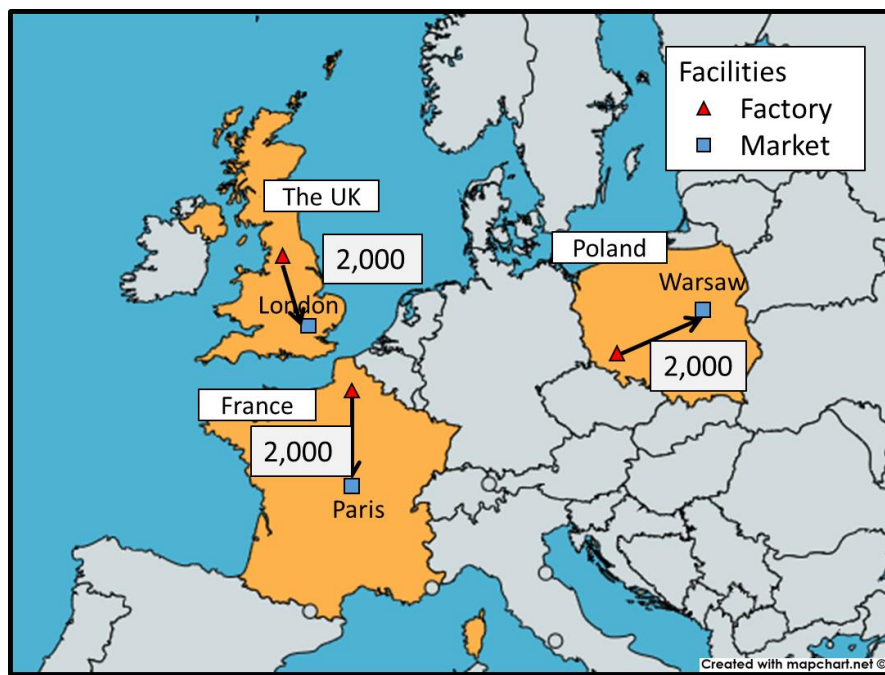 Facilities
Factory
Market
The UK
2,000
London
Poland
Warsaw
2,000
France
2,000
Paris
Created with mapchart.net ©